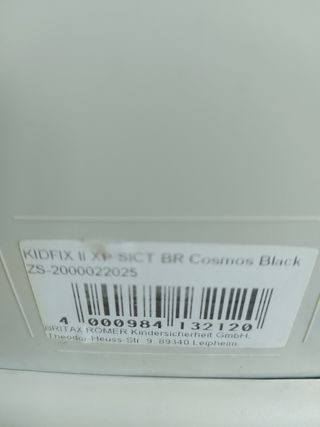 KIDFIX II XP SICT BR Cosmos Black
ZS-2000022025
4 000984 132120
BRITAX RÖMER Kindersicherheit GmbH,
Theodor-Heuss-Str. 9, 89340 Leipheim